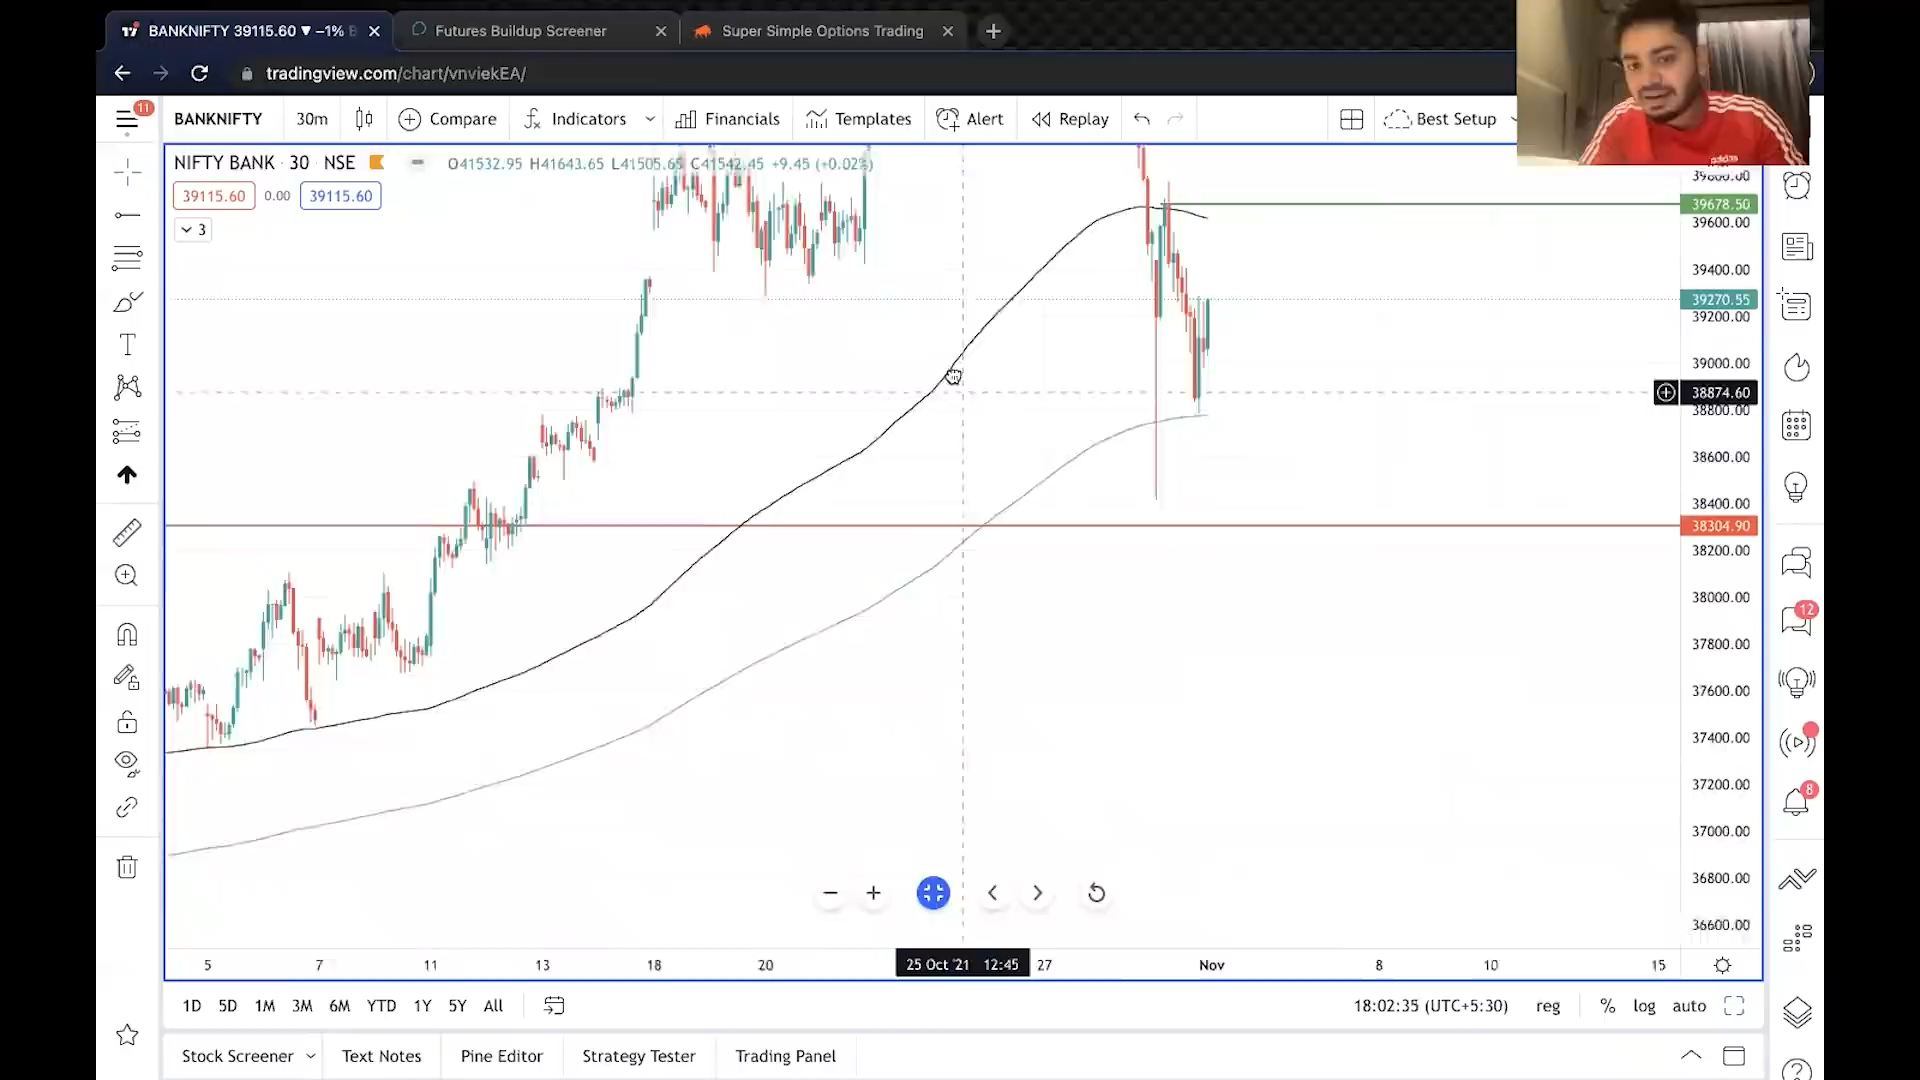 BANKNIFTY 39115.60 ▼ −1% B
Futures Buildup Screener
Super Simple Options Trading
tradingview.com/chart/vnviekEA/
11
BANKNIFTY
30m
Compare
Indicators
Financials
Templates
Alert
Replay
Best Setup
adidas
NIFTY BANK · 30 · NSE
O41532.95 H41643.65 L41505.65 C41542.45 +9.45 (+0.02%)
39115.60
0.00
39115.60
3
39800.00
39678.50
39600.00
39400.00
39270.55
39200.00
39000.00
38874.60
38800.00
38600.00
38400.00
38304.90
38200.00
38000.00
37800.00
37600.00
37400.00
37200.00
37000.00
36800.00
36600.00
12
8
5
7
11
13
18
20
25 Oct '21 12:45
27
Nov
8
10
15
1D
5D
1M
3M
6M
YTD
1Y
5Y
All
18:02:35 (UTC+5:30)
reg
%
log
auto
Stock Screener
Text Notes
Pine Editor
Strategy Tester
Trading Panel